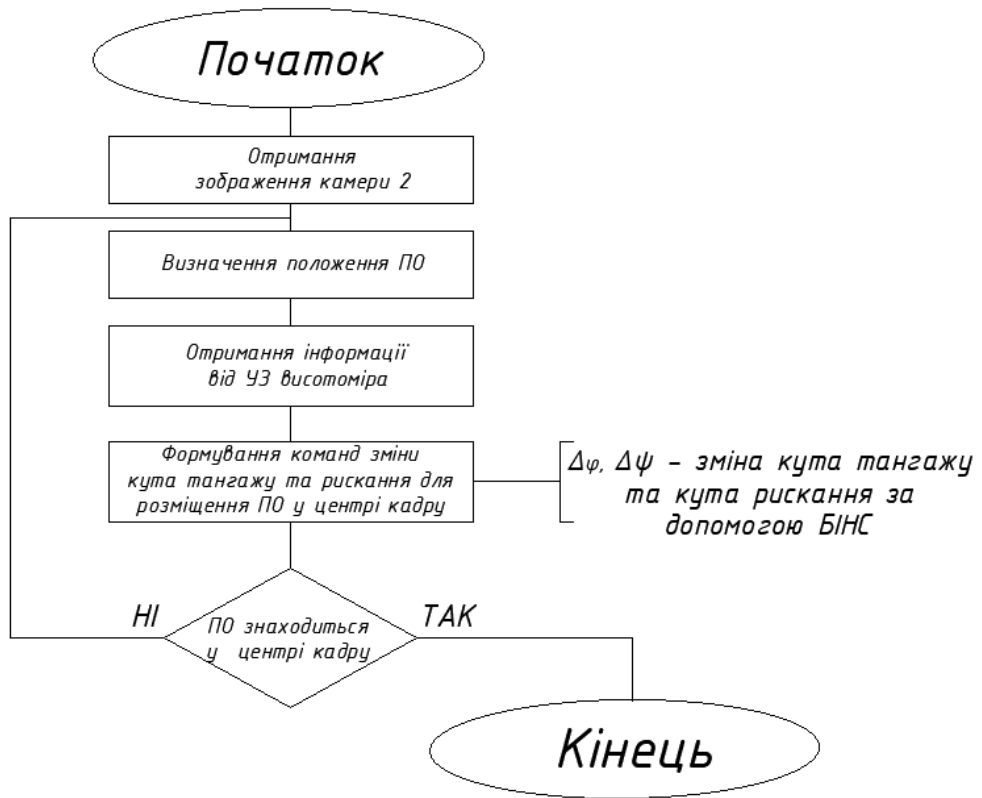 Початок
Отримання
зображення камери 2
Визначення положення ПО
Отримання інформації
від УЗ висотоміра
Формування команд зміни
кута тангажу та рискання для
розміщення ПО у центрі кадру
Δφ, Δψ – зміна кута тангажу
та кута рискання за
допомогою БІНС
НІ
ТАК
ПО знаходиться
у центрі кадру
Кінець